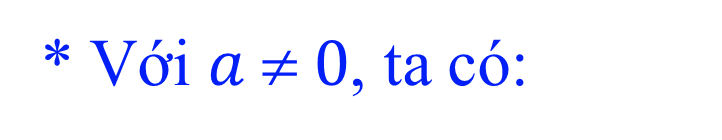 * Với a ≠ 0, ta có: